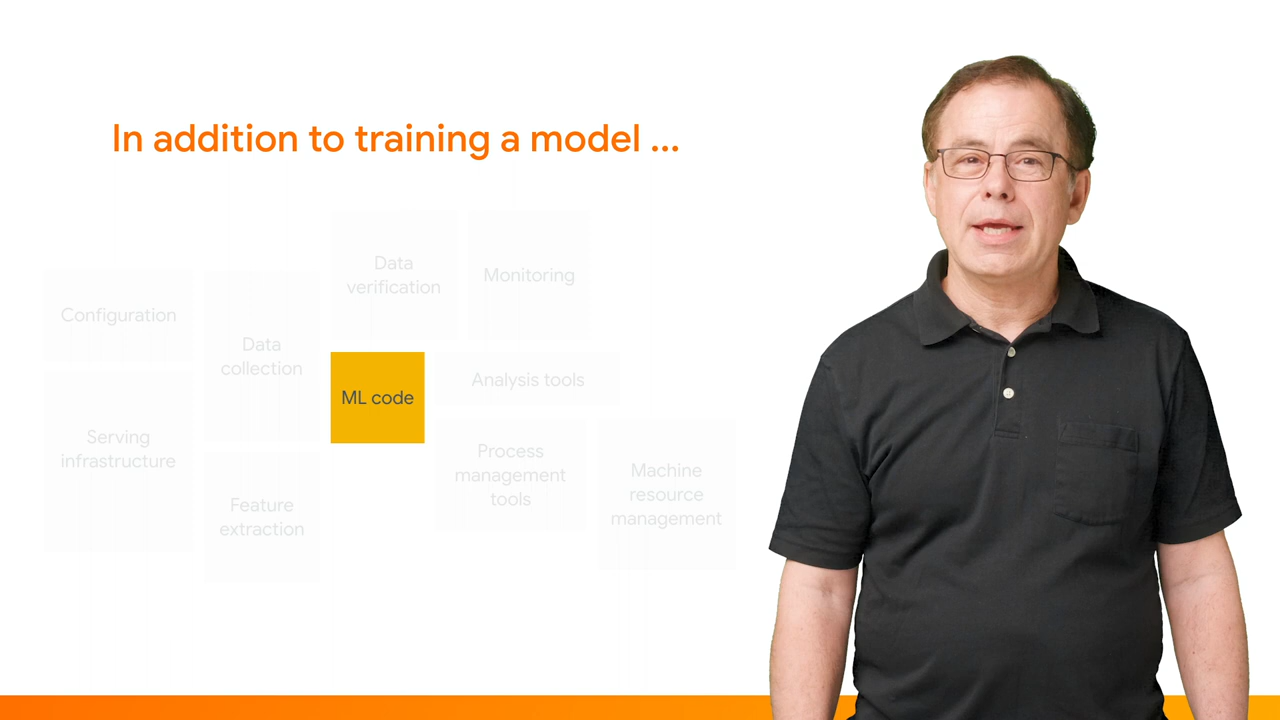 In addition to training a model ...
Data
verification
Monitoring
Configuration
Data
collection
ML code
Analysis tools
Serving
infrastructure
Process
management
tools
Machine
resource
management
Feature
extraction